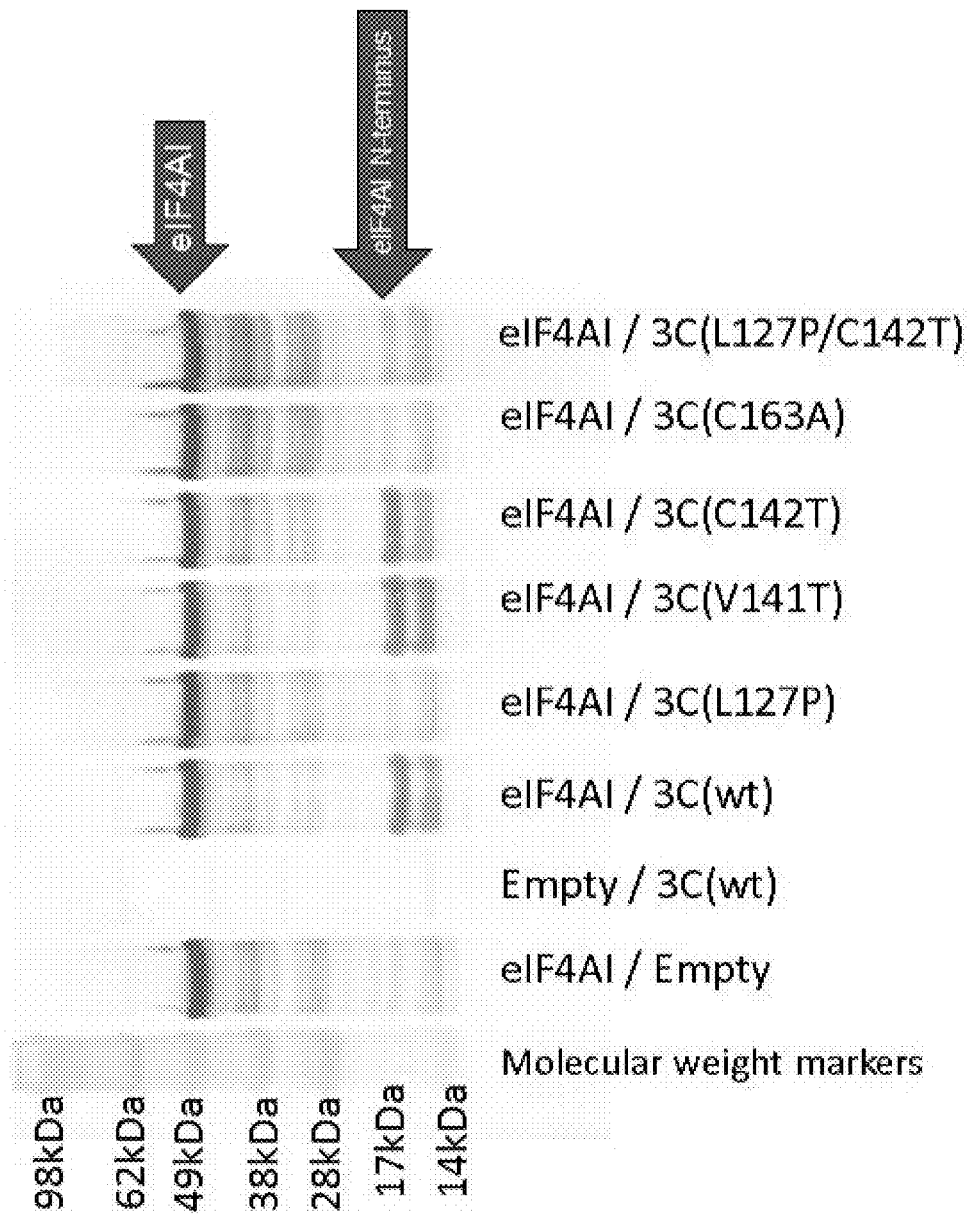 eIF4AI
eIF4AI N-terminus
eIF4AI / 3C(L127P/C142T)
eIF4AI / 3C(C163A)
eIF4AI / 3C(C142T)
eIF4AI / 3C(V141T)
eIF4AI / 3C(L127P)
eIF4AI / 3C(wt)
Empty / 3C(wt)
eIF4AI / Empty
Molecular weight markers
98kDa
62kDa
49kDa
38kDa
28kDa
17kDa
14kDa